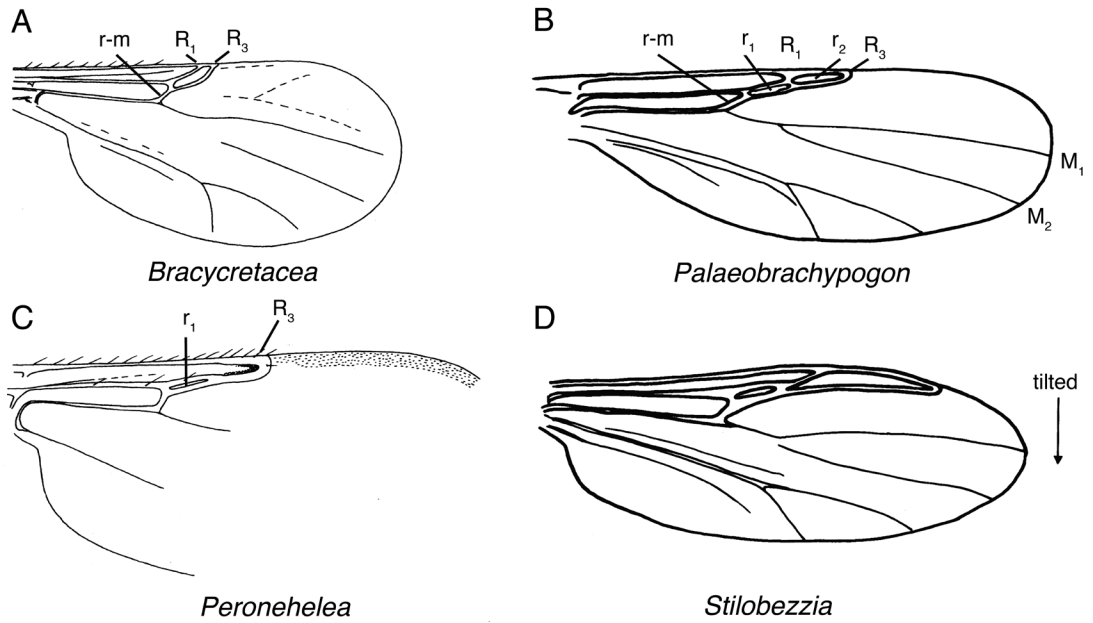 A
r-m R₁ R₃
Bracycretacea
B
r-m r₁ R₁ r₂ R₃
M₁
M₂
Palaeobrachypogon
C
r₁ R₃
Peronehelea
D
tilted
Stilobezzia